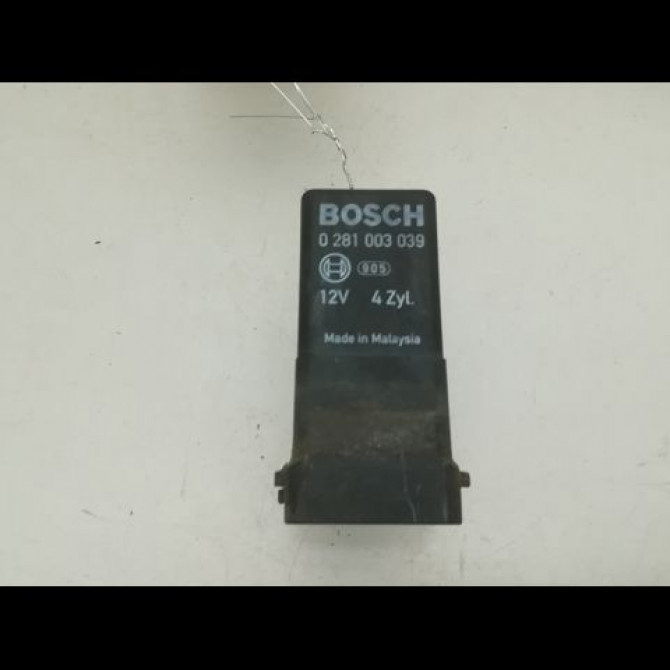 BOSCH
0 281 003 039
905
12V 4 Zyl.
Made in Malaysia